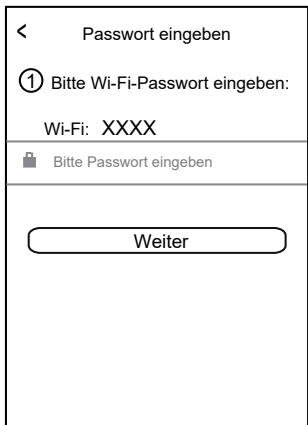 < Passwort eingeben
① Bitte Wi-Fi-Passwort eingeben:
Wi-Fi: XXXX
Bitte Passwort eingeben
Weiter